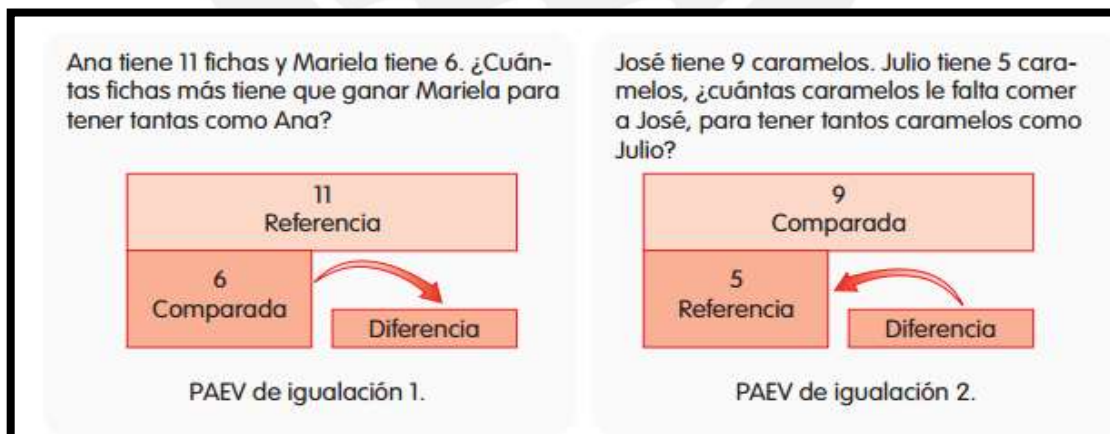 Ana tiene 11 fichas y Mariela tiene 6. ¿Cuán-
tas fichas más tiene que ganar Mariela para
tener tantas como Ana?
11
Referencia
6
Comparada
Diferencia
PAEV de igualación 1.
José tiene 9 caramelos. Julio tiene 5 cara-
melos, ¿cuántas caramelos le falta comer
a José, para tener tantos caramelos como
Julio?
9
Comparada
5
Referencia
Diferencia
PAEV de igualación 2.